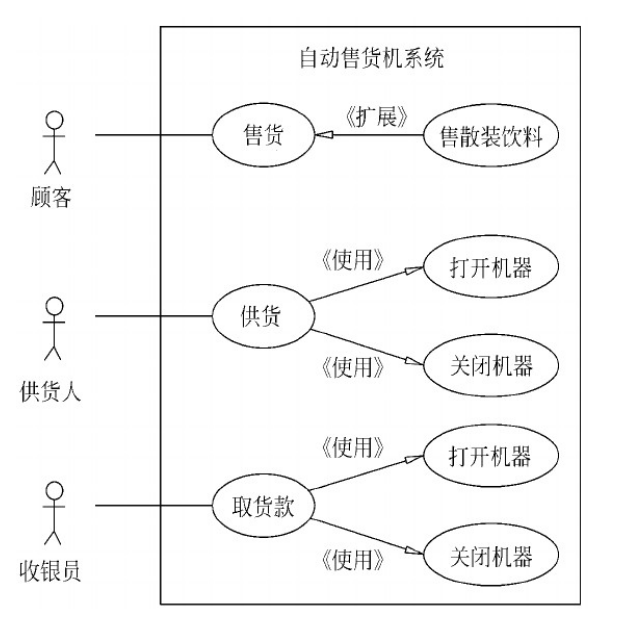 自动售货机系统
售货
《扩展》
售散装饮料
顾客
《使用》
打开机器
供货
《使用》
关闭机器
供货人
《使用》
打开机器
取货款
《使用》
关闭机器
收银员